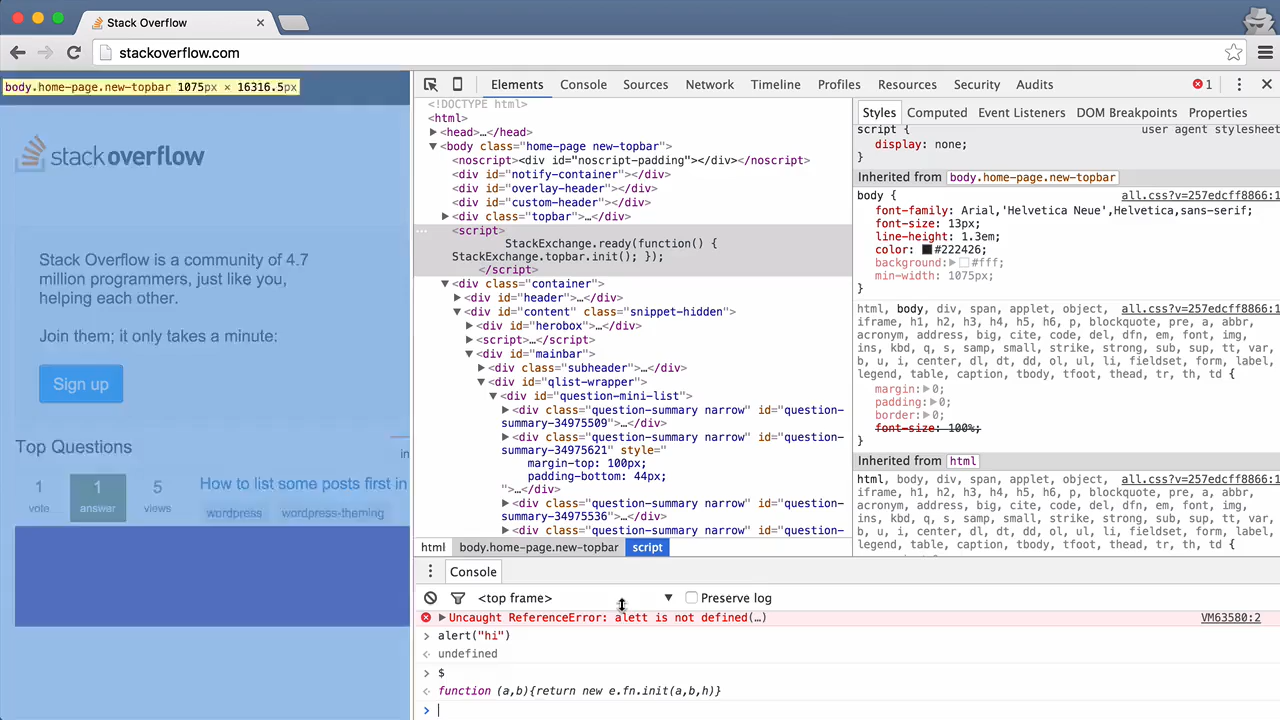 Stack Overflow
stackoverflow.com
body.home-page.new-topbar 1075px × 16316.5px
stackoverflow
Stack Overflow is a community of 4.7
million programmers, just like you,
helping each other.
Join them; it only takes a minute:
Sign up
Top Questions
in
1
vote
1
answer
5
views
How to list some posts first in
wordpress wordpress-theming
Elements Console Sources Network Timeline Profiles Resources Security Audits 1
<!DOCTYPE html>
<html>
<head>…</head>
<body class="home-page new-topbar">
<noscript><div id="noscript-padding"></div></noscript>
<div id="notify-container"></div>
<div id="overlay-header"></div>
<div id="custom-header"></div>
<div class="topbar">…</div>
<script>
StackExchange.ready(function() {
StackExchange.topbar.init(); });
</script>
<div class="container">
<div id="header">…</div>
<div id="content" class="snippet-hidden">
<div id="herobox">…</div>
<script>…</script>
<div id="mainbar">
<div class="subheader">…</div>
<div id="qlist-wrapper">
<div id="question-mini-list">
<div class="question-summary narrow" id="question-
summary-34975509">…</div>
<div class="question-summary narrow" id="question-
summary-34975621" style="
margin-top: 100px;
padding-bottom: 44px;
">…</div>
<div class="question-summary narrow" id="question-
summary-34975536">…</div>
<div class="question-summary narrow" id="question-
html body.home-page.new-topbar script
Styles Computed Event Listeners DOM Breakpoints Properties
script { user agent stylesheet
display: none;
}
Inherited from body.home-page.new-topbar
body { all.css?v=257edcff8866:1
font-family: Arial,'Helvetica Neue',Helvetica,sans-serif;
font-size: 13px;
line-height: 1.3em;
color: #222426;
background: #fff;
min-width: 1075px;
}
html, body, div, span, applet, object, all.css?v=257edcff8866:1
iframe, h1, h2, h3, h4, h5, h6, p, blockquote, pre, a, abbr,
acronym, address, big, cite, code, del, dfn, em, font, img,
ins, kbd, q, s, samp, small, strike, strong, sub, sup, tt, var,
b, u, i, center, dl, dt, dd, ol, ul, li, fieldset, form, label,
legend, table, caption, tbody, tfoot, thead, tr, th, td {
margin: 0;
padding: 0;
border: 0;
font-size: 100%;
}
Inherited from html
html, body, div, span, applet, object, all.css?v=257edcff8866:1
iframe, h1, h2, h3, h4, h5, h6, p, blockquote, pre, a, abbr,
acronym, address, big, cite, code, del, dfn, em, font, img,
ins, kbd, q, s, samp, small, strike, strong, sub, sup, tt, var,
b, u, i, center, dl, dt, dd, ol, ul, li, fieldset, form, label,
legend, table, caption, tbody, tfoot, thead, tr, th, td {
Console
<top frame> Preserve log
Uncaught ReferenceError: alett is not defined(…) VM63580:2
alert("hi")
undefined
$
function (a,b){return new e.fn.init(a,b,h)}